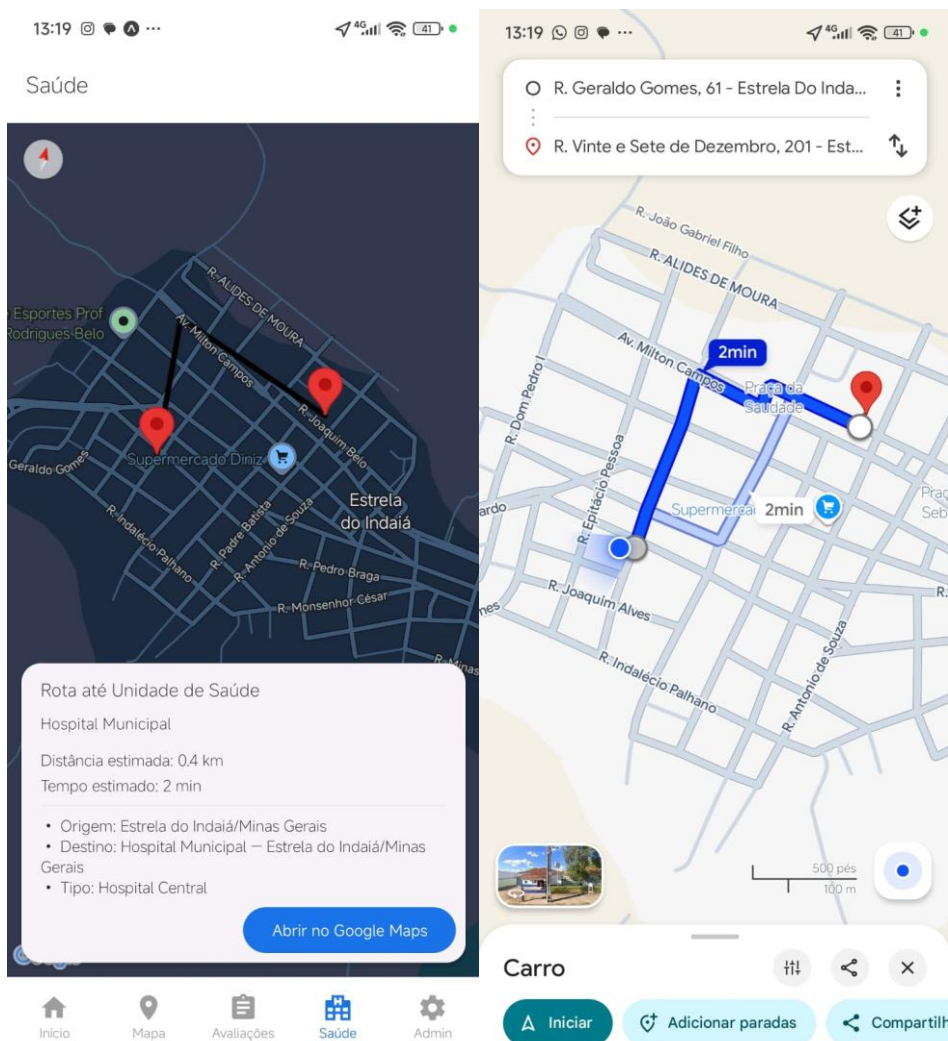 13:19
4G
41
Saúde
R. ALIDES DE MOURA
Esportes Prof
Rodrigues Belo
Av. Milton Campos
R. Joaquim Belo
Geraldo Gomes
Supermercado Diniz
Estrela
do Indaiá
R. Indalécio Palhano
R. Padre Batista
R. Antonio de Souza
R. Pedro Braga
R. Monsenhor César
R. Minas
Rota até Unidade de Saúde
Hospital Municipal
Distância estimada: 0.4 km
Tempo estimado: 2 min
• Origem: Estrela do Indaiá/Minas Gerais
• Destino: Hospital Municipal — Estrela do Indaiá/Minas
Gerais
• Tipo: Hospital Central
Abrir no Google Maps
Início
Mapa
Avaliações
Saúde
Admin
13:19
4G
41
R. Geraldo Gomes, 61 - Estrela Do Inda...
R. Vinte e Sete de Dezembro, 201 - Est...
R. João Gabriel Filho
R. ALIDES DE MOURA
Av. Milton Campos
2min
Praça da
Saudade
R. Dom Pedro I
R. Epitácio Pessoa
Supermerca
2min
Praç
Seb
ardo
R. Joaquim Alves
mes
R.
R. Indalécio Palhano
R. Antonio de Souza
500 pés
100 m
Carro
Iniciar
Adicionar paradas
Compartilh